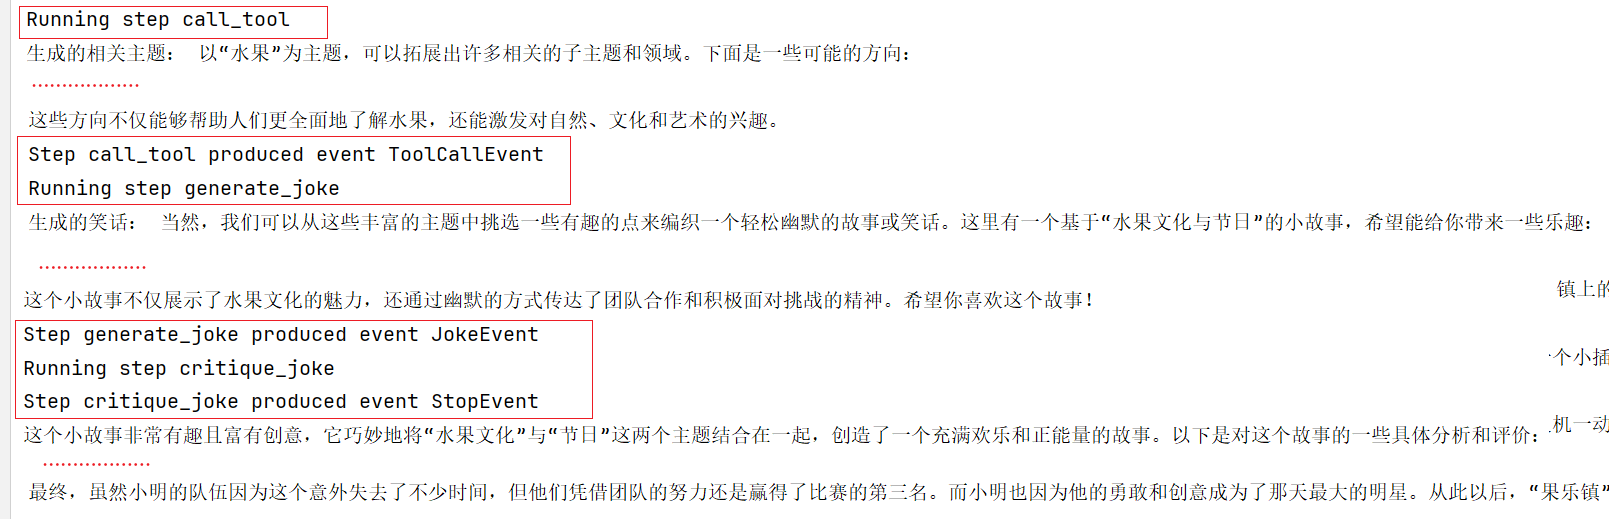 Running step call_tool
生成的相关主题： 以“水果”为主题，可以拓展出许多相关的子主题和领域。下面是一些可能的方向：
..................
这些方向不仅能够帮助人们更全面地了解水果，还能激发对自然、文化和艺术的兴趣。
Step call_tool produced event ToolCallEvent
Running step generate_joke
生成的笑话： 当然，我们可以从这些丰富的主题中挑选一些有趣的点来编织一个轻松幽默的故事或笑话。这里有一个基于“水果文化与节日”的小故事，希望能给你带来一些乐趣：
..................
镇上的
这个小故事不仅展示了水果文化的魅力，还通过幽默的方式传达了团队合作和积极面对挑战的精神。希望你喜欢这个故事！
Step generate_joke produced event JokeEvent
个小插
Running step critique_joke
Step critique_joke produced event StopEvent
机一动
这个小故事非常有趣且富有创意，它巧妙地将“水果文化”与“节日”这两个主题结合在一起，创造了一个充满欢乐和正能量的故事。以下是对这个故事的一些具体分析和评价：
..................
最终，虽然小明的队伍因为这个意外失去了不少时间，但他们凭借团队的努力还是赢得了比赛的第三名。而小明也因为他的勇敢和创意成为了那天最大的明星。从此以后，“果乐镇”